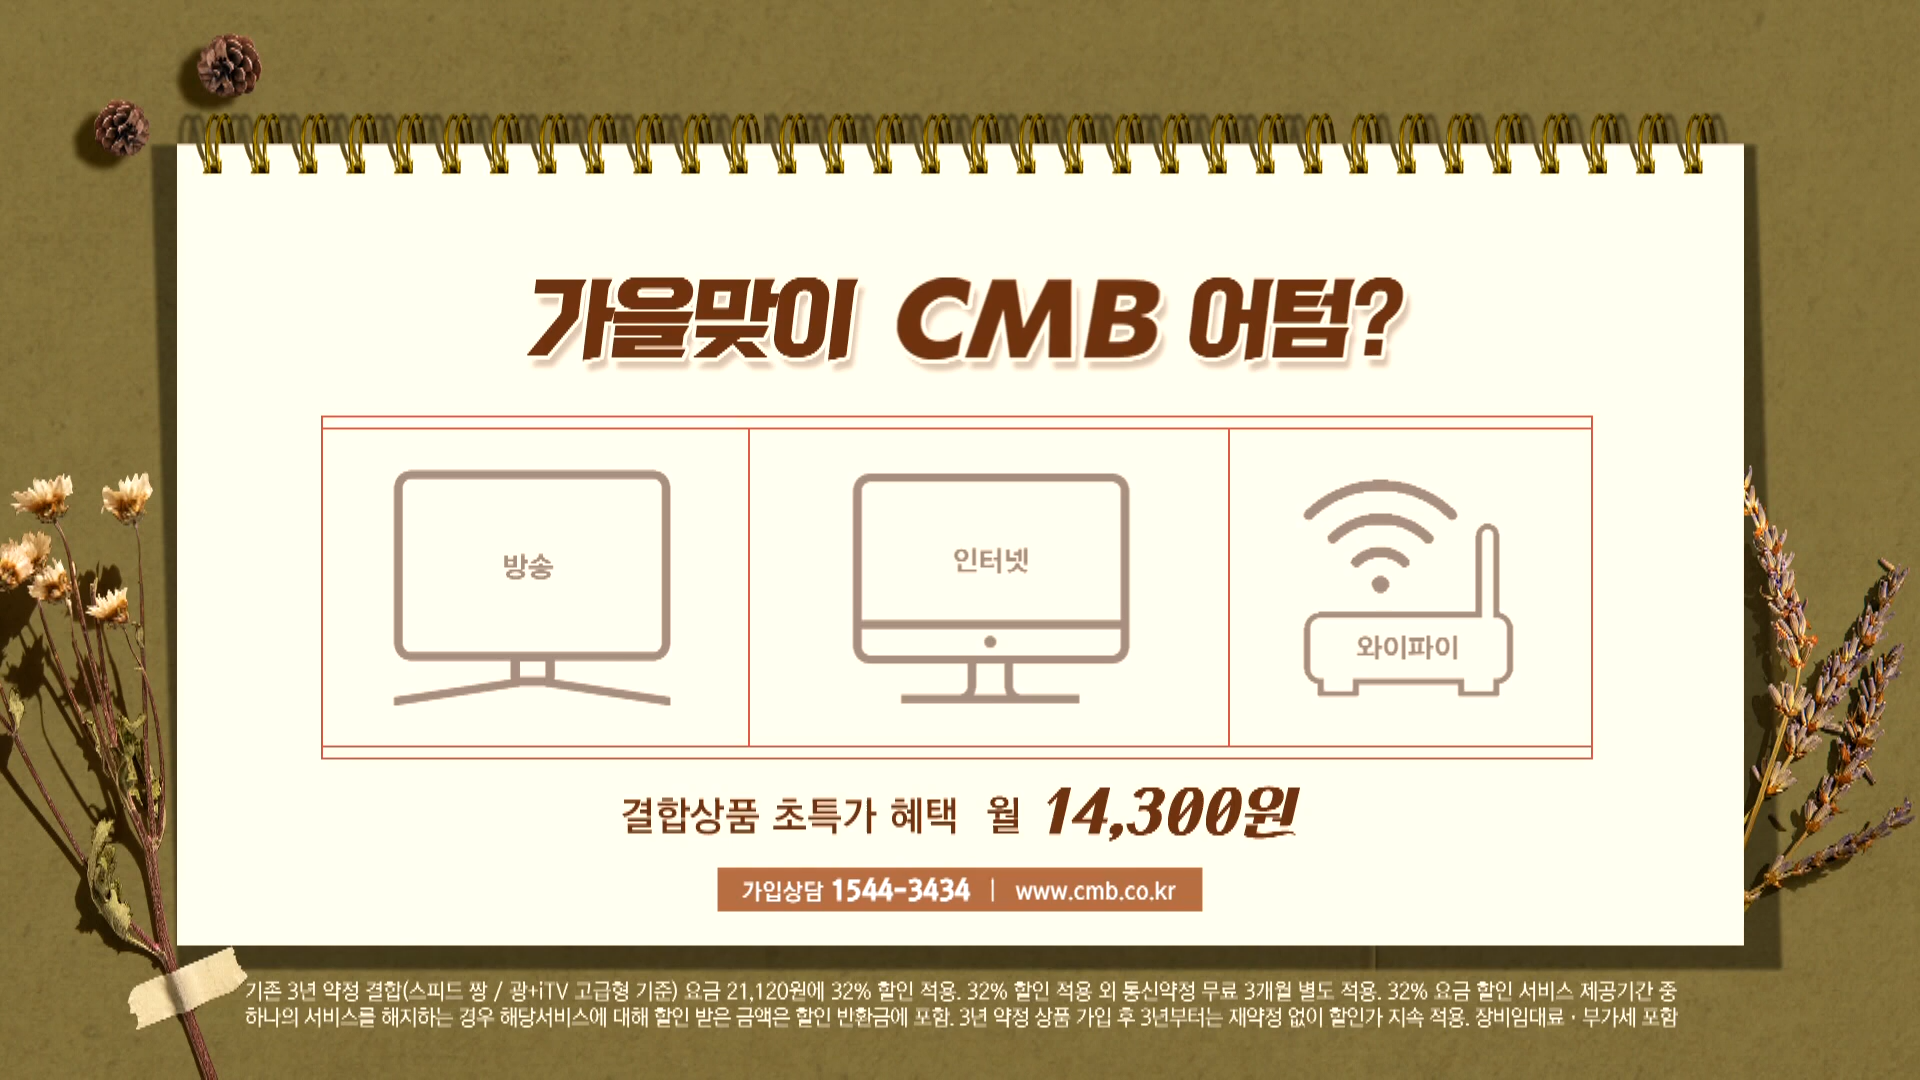 가을맞이 CMB 어텀?
방송
인터넷
와이파이
결합상품 초특가 혜택 월 14,300원
가입상담 1544-3434 | www.cmb.co.kr
기존 3년 약정 결합(스피드 짱 / 광+iTV 고급형 기준) 요금 21,120원에 32% 할인 적용. 32% 할인 적용 외 통신약정 무료 3개월 별도 적용. 32% 요금 할인 서비스 제공기간 중
하나의 서비스를 해지하는 경우 해당서비스에 대해 할인 받은 금액은 할인 반환금에 포함. 3년 약정 상품 가입 후 3년부터는 재약정 없이 할인가 지속 적용. 장비임대료 · 부가세 포함